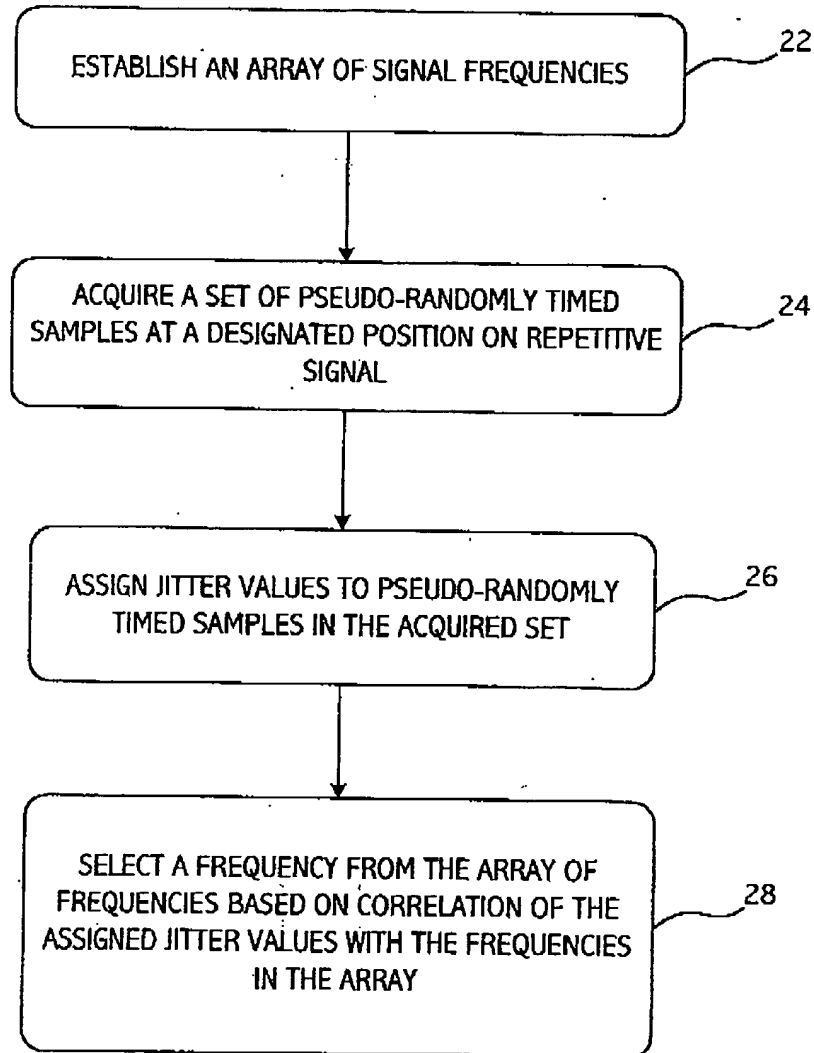 ESTABLISH AN ARRAY OF SIGNAL FREQUENCIES
22
ACQUIRE A SET OF PSEUDO-RANDOMLY TIMED
SAMPLES AT A DESIGNATED POSITION ON REPETITIVE
SIGNAL
24
ASSIGN JITTER VALUES TO PSEUDO-RANDOMLY
TIMED SAMPLES IN THE ACQUIRED SET
26
SELECT A FREQUENCY FROM THE ARRAY OF
FREQUENCIES BASED ON CORRELATION OF THE
ASSIGNED JITTER VALUES WITH THE FREQUENCIES
IN THE ARRAY
28